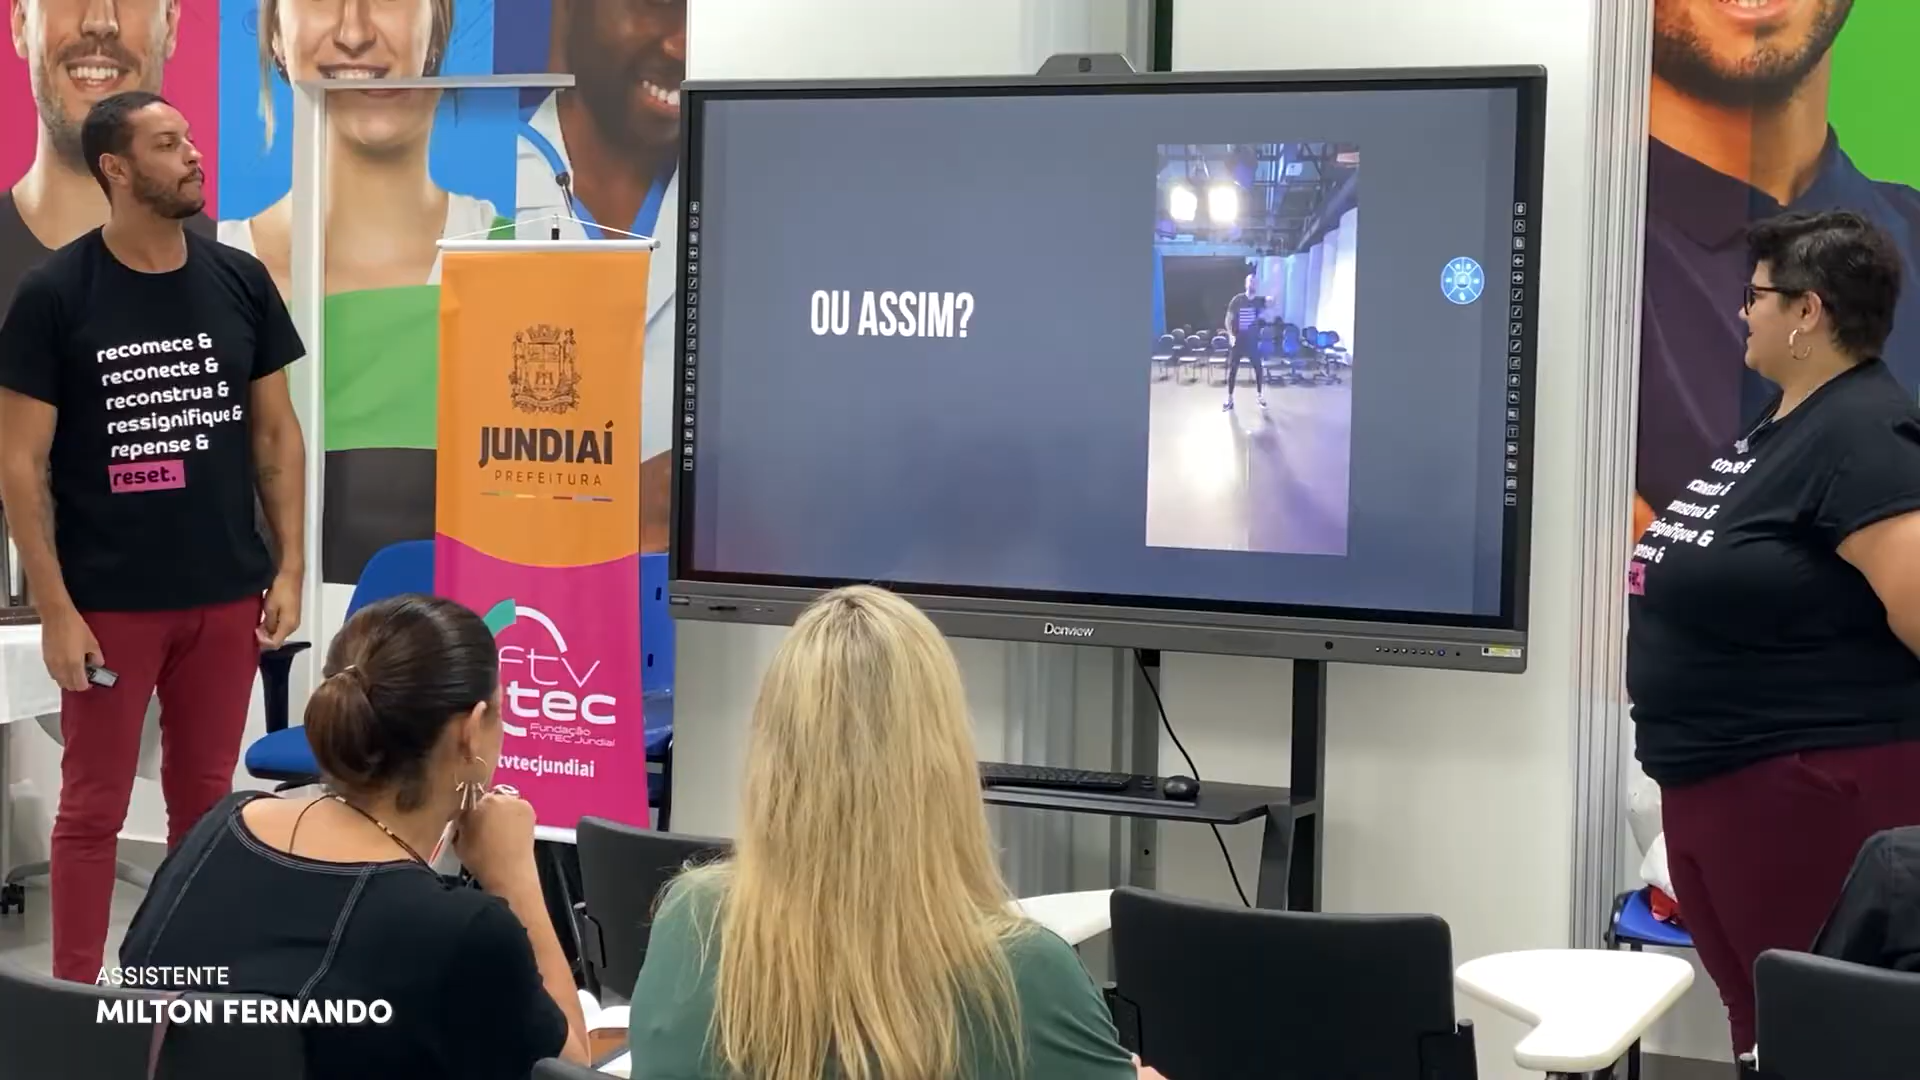 recomece &
reconecte &
reconstrua &
ressignifique &
repense &
reset.
JUNDIAÍ
PREFEITURA
ftv
tec
Fundação
TVTEC Jundiaí
tvtecjundiai
OU ASSIM?
Donview
ASSISTENTE
MILTON FERNANDO